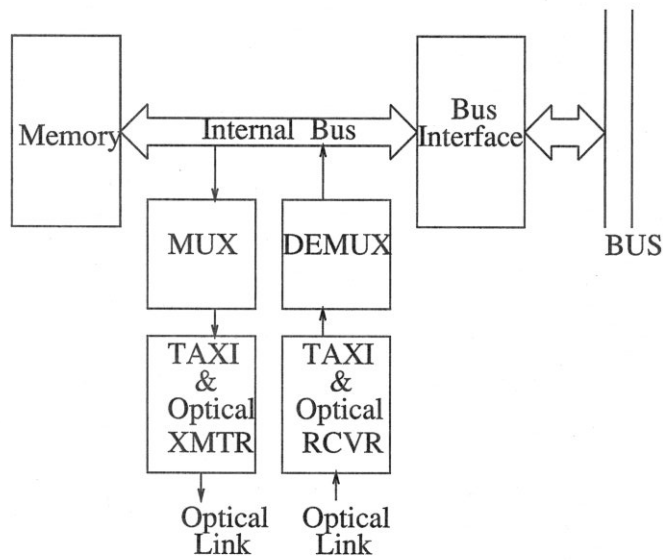 Memory
Internal Bus
Bus
Interface
BUS
MUX
DEMUX
TAXI
&
Optical
XMTR
TAXI
&
Optical
RCVR
Optical
Link
Optical
Link